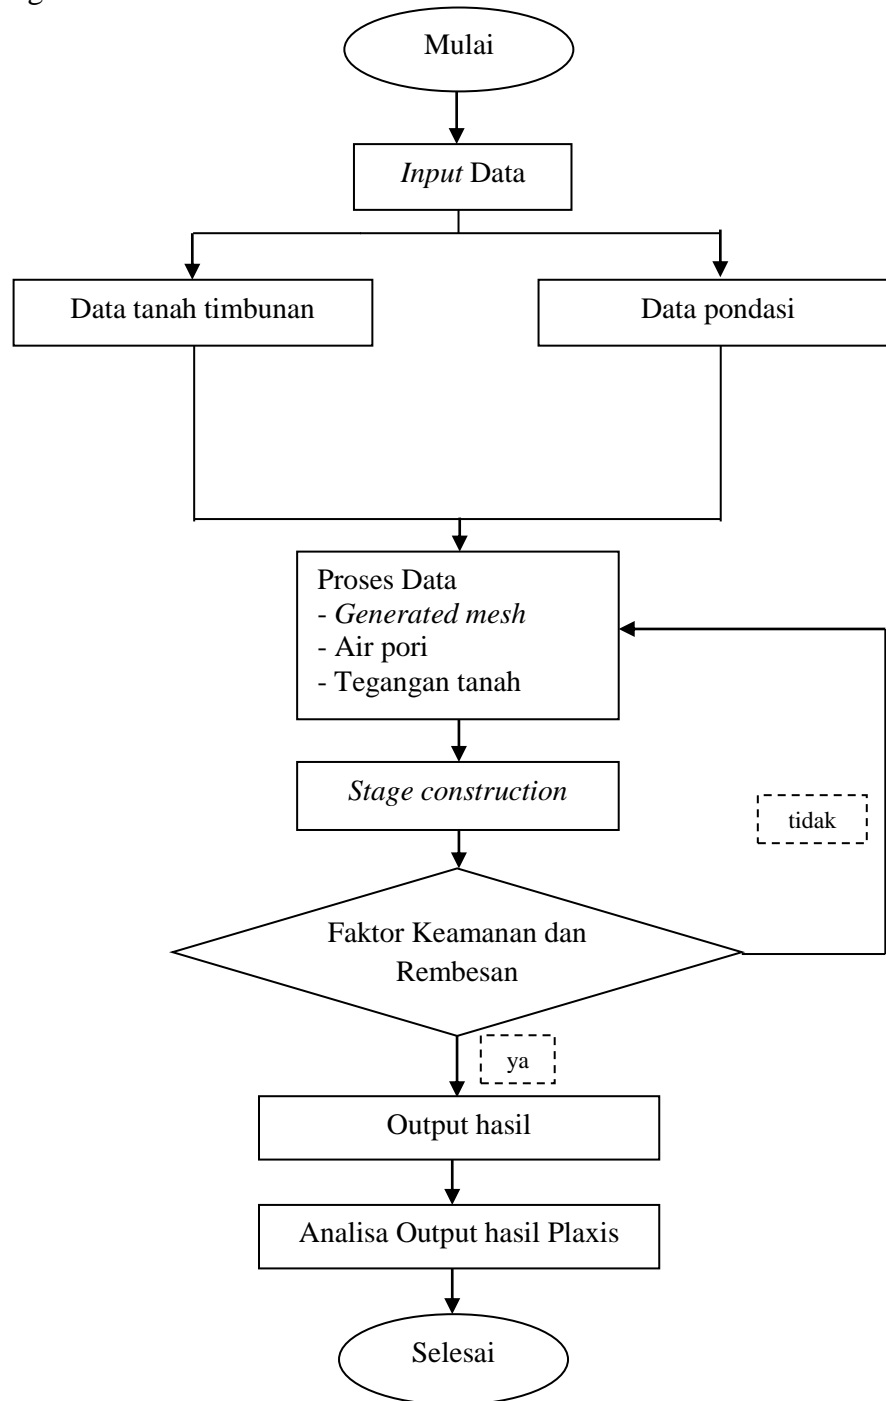 Mulai
Input Data
Data tanah timbunan
Data pondasi
Proses Data
- Generated mesh
- Air pori
- Tegangan tanah
Stage construction
tidak
Faktor Keamanan dan
Rembesan
ya
Output hasil
Analisa Output hasil Plaxis
Selesai